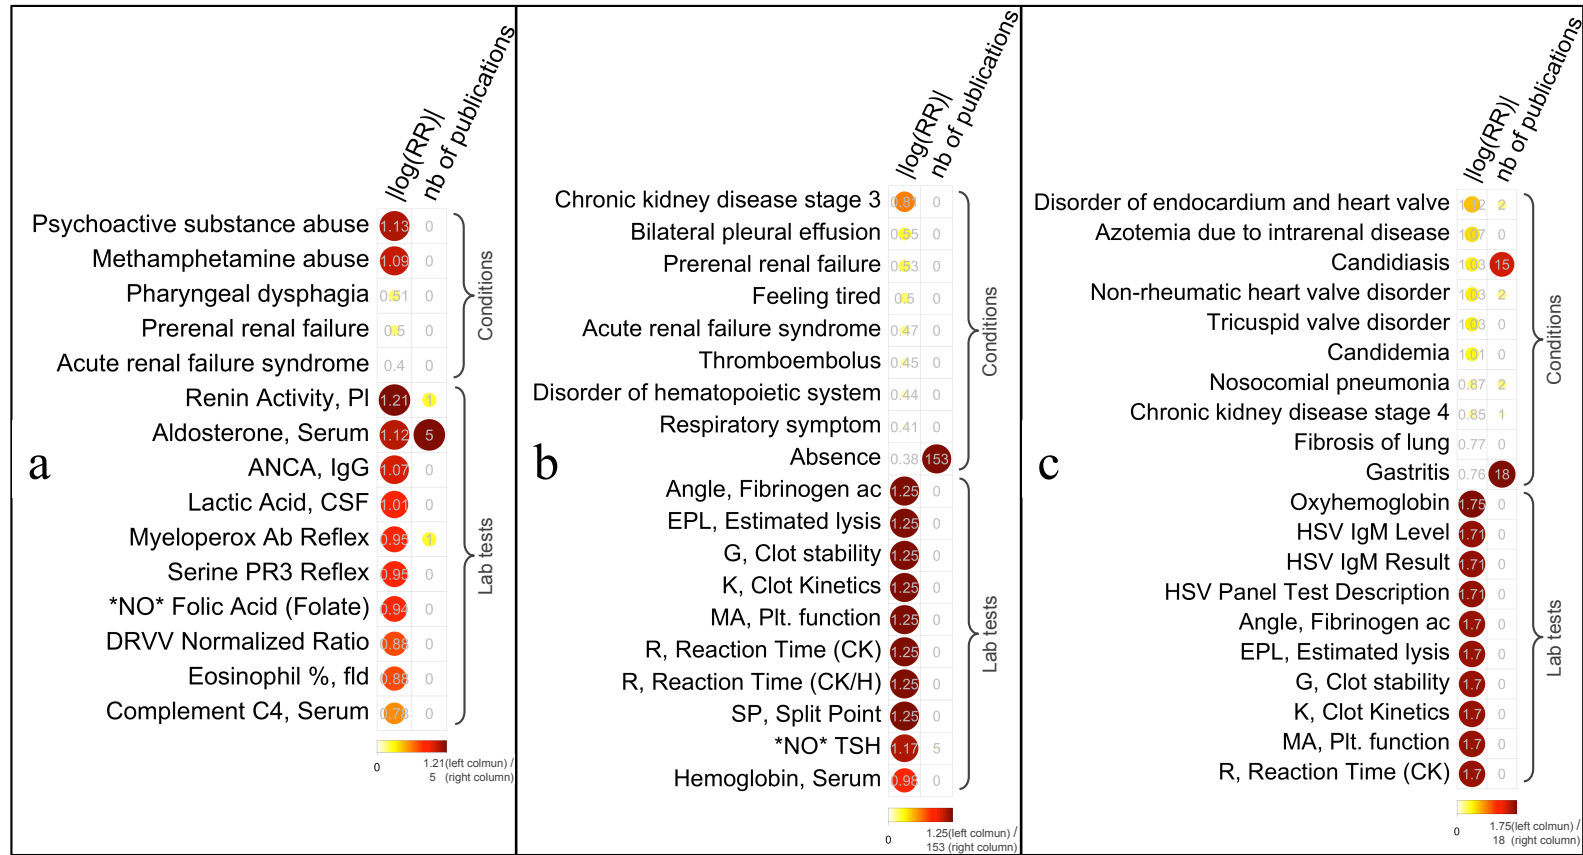 a
|log(RR)|
nb of publications
Psychoactive substance abuse 1.13 0
Methamphetamine abuse 1.09 0
Pharyngeal dysphagia 0.51 0
Prerenal renal failure 0.5 0
Acute renal failure syndrome 0.4 0
Conditions
Renin Activity, Pl 1.21 1
Aldosterone, Serum 1.12 5
ANCA, IgG 1.07 0
Lactic Acid, CSF 1.01 0
Myeloperox Ab Reflex 0.95 1
Serine PR3 Reflex 0.95 0
*NO* Folic Acid (Folate) 0.94 0
DRVV Normalized Ratio 0.88 0
Eosinophil %, fld 0.88 0
Complement C4, Serum 0.78 0
Lab tests
0
1.21(left colmun) /
5 (right column)
b
|log(RR)|
nb of publications
Chronic kidney disease stage 3 0.81 0
Bilateral pleural effusion 0.55 0
Prerenal renal failure 0.53 0
Feeling tired 0.5 0
Acute renal failure syndrome 0.47 0
Thromboembolus 0.45 0
Disorder of hematopoietic system 0.44 0
Respiratory symptom 0.41 0
Absence 0.38 153
Conditions
Angle, Fibrinogen ac 1.25 0
EPL, Estimated lysis 1.25 0
G, Clot stability 1.25 0
K, Clot Kinetics 1.25 0
MA, Plt. function 1.25 0
R, Reaction Time (CK) 1.25 0
R, Reaction Time (CK/H) 1.25 0
SP, Split Point 1.25 0
*NO* TSH 1.17 5
Hemoglobin, Serum 0.98 0
Lab tests
0
1.25(left colmun) /
153 (right column)
c
|log(RR)|
nb of publications
Disorder of endocardium and heart valve 1.12 2
Azotemia due to intrarenal disease 1.07 0
Candidiasis 1.03 15
Non-rheumatic heart valve disorder 1.03 2
Tricuspid valve disorder 1.03 0
Candidemia 1.01 0
Nosocomial pneumonia 0.87 2
Chronic kidney disease stage 4 0.85 1
Fibrosis of lung 0.77 0
Gastritis 0.76 18
Conditions
Oxyhemoglobin 1.75 0
HSV IgM Level 1.71 0
HSV IgM Result 1.71 0
HSV Panel Test Description 1.71 0
Angle, Fibrinogen ac 1.7 0
EPL, Estimated lysis 1.7 0
G, Clot stability 1.7 0
K, Clot Kinetics 1.7 0
MA, Plt. function 1.7 0
R, Reaction Time (CK) 1.7 0
Lab tests
0
1.75(left colmun) /
18 (right column)